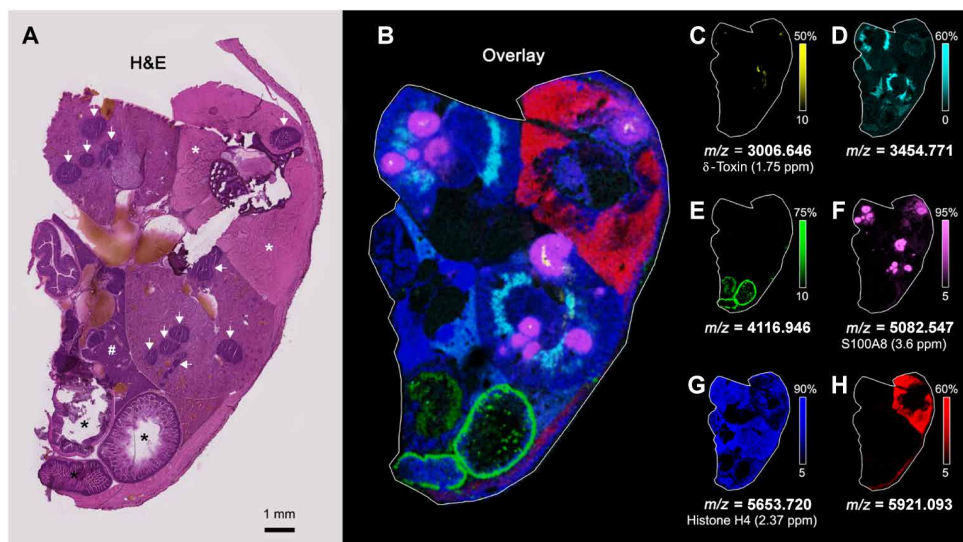 A
H&E
*
*
#
*
*
*
1 mm
B
Overlay
C
50%
10
m/z = 3006.646
δ-Toxin (1.75 ppm)
D
60%
0
m/z = 3454.771
E
75%
10
m/z = 4116.946
F
95%
5
m/z = 5082.547
S100A8 (3.6 ppm)
G
90%
5
m/z = 5653.720
Histone H4 (2.37 ppm)
H
60%
5
m/z = 5921.093